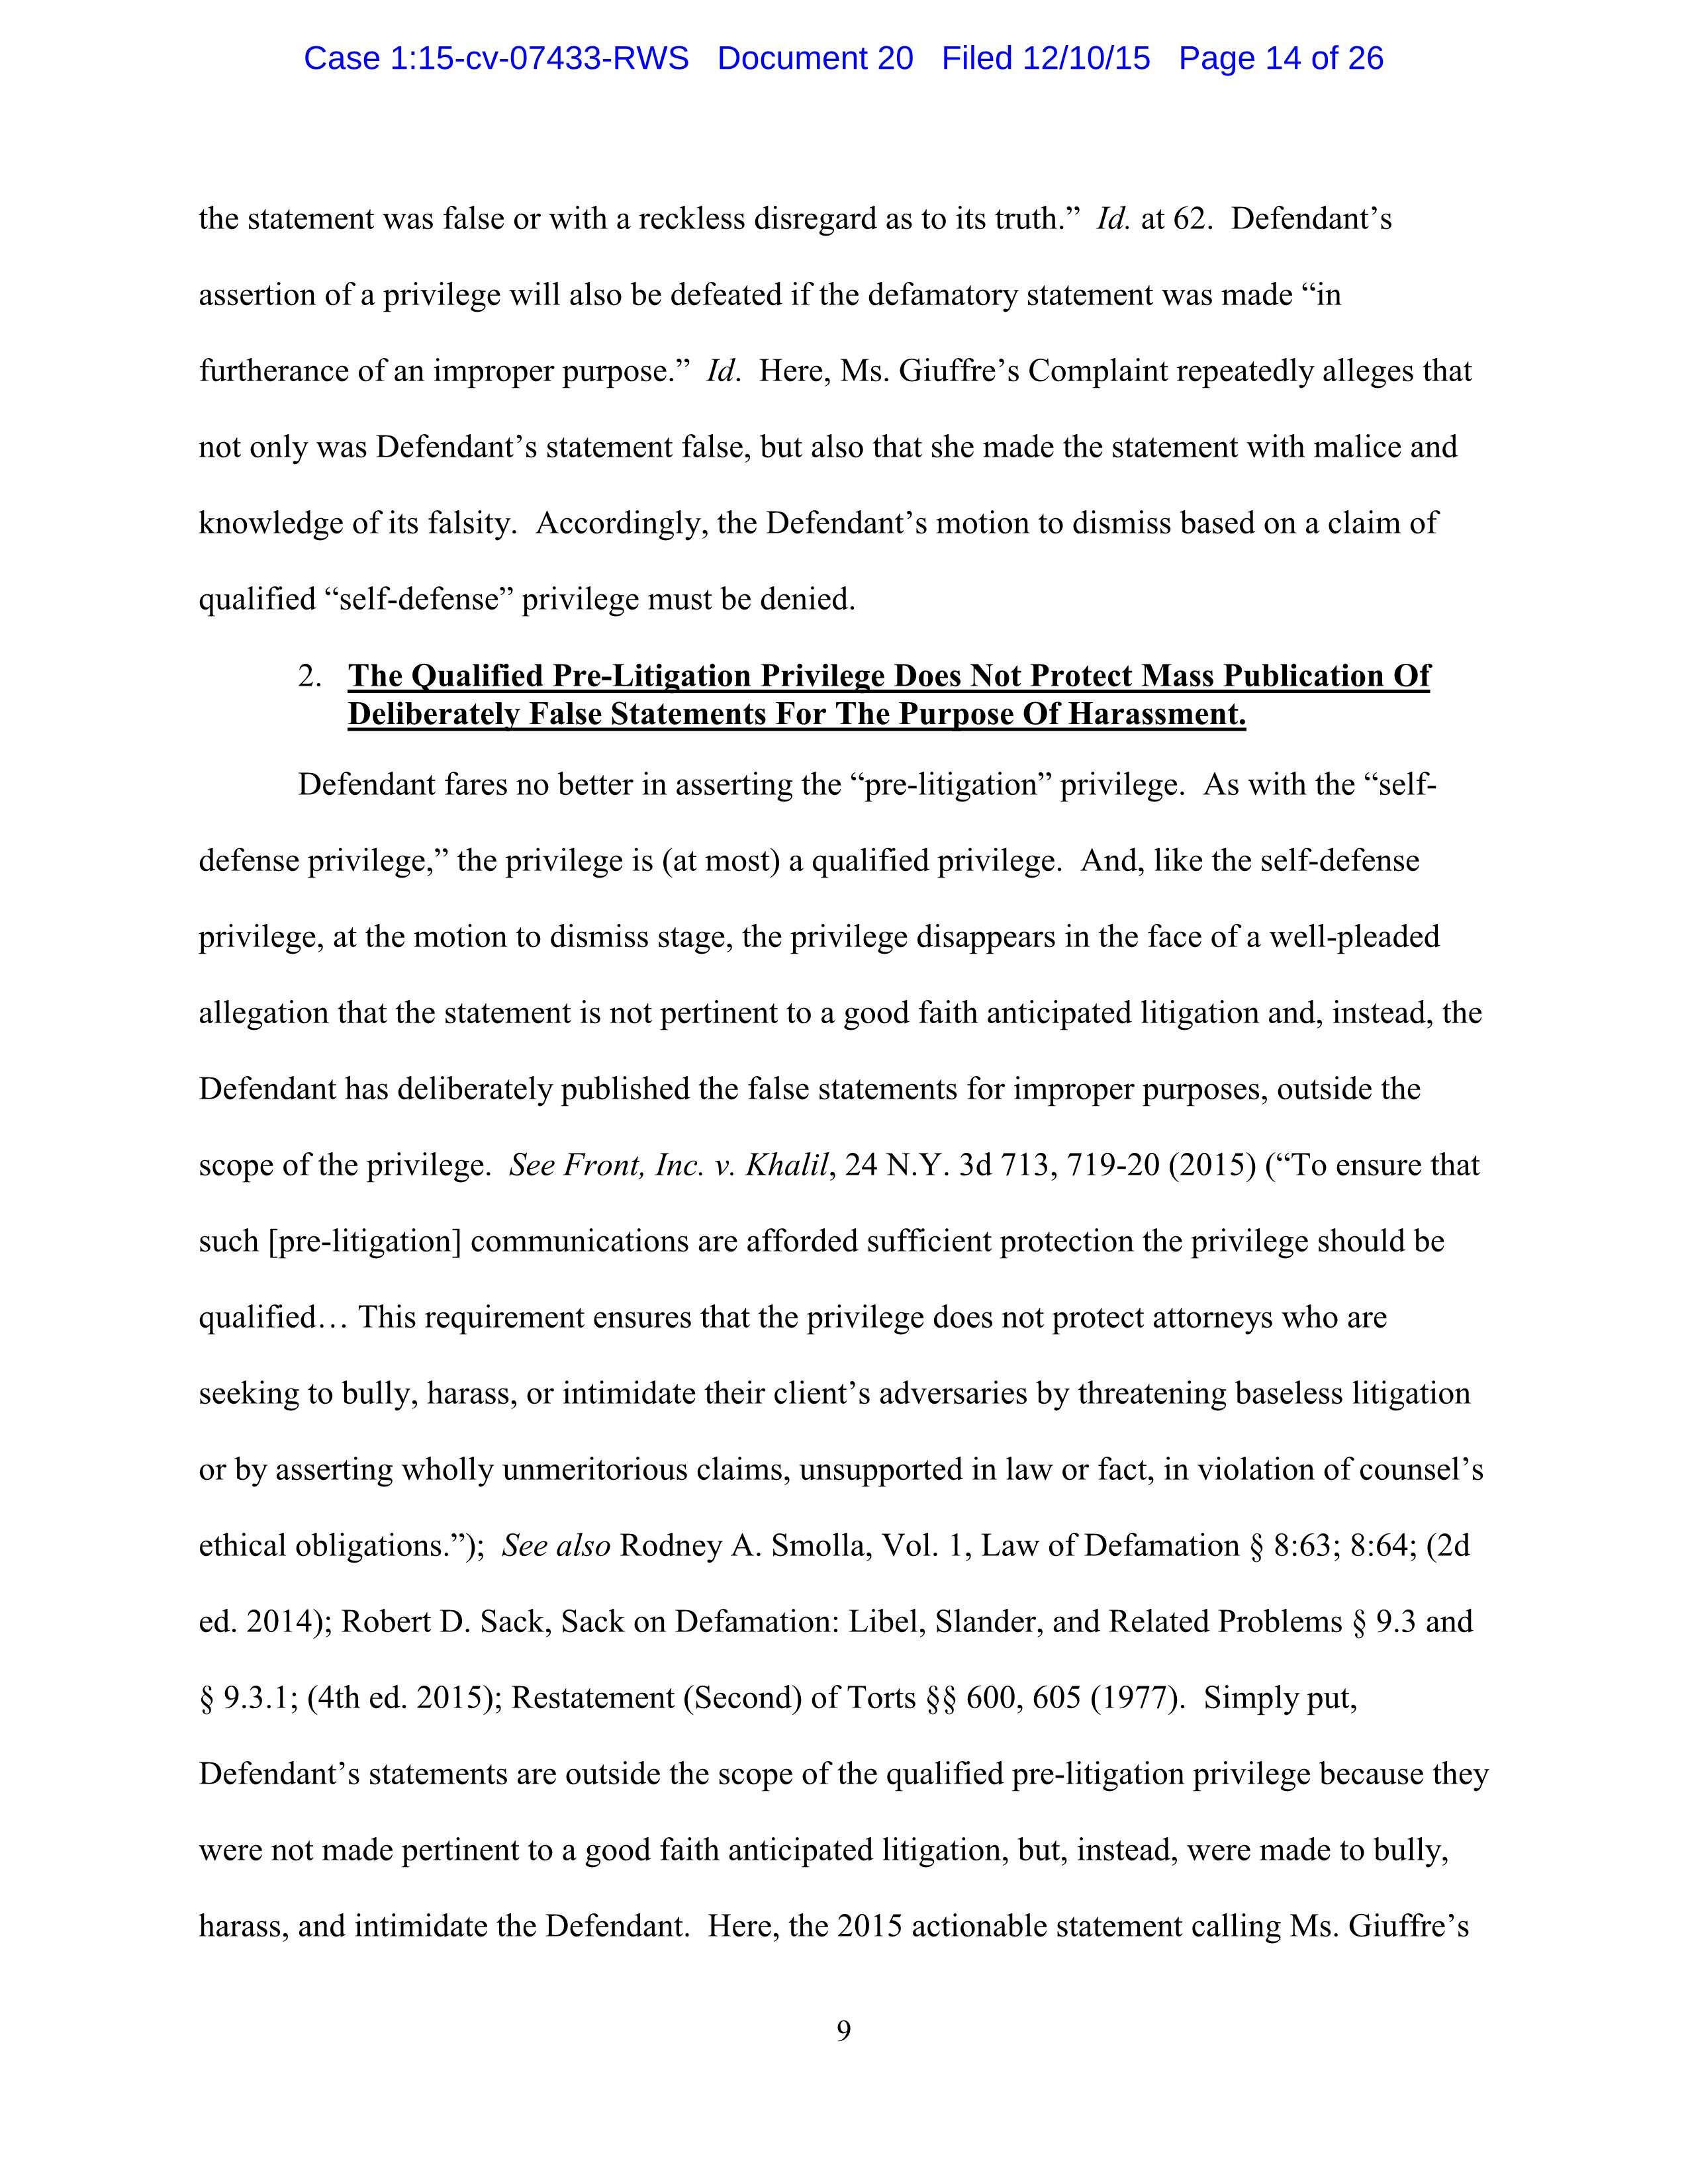 Case 1:15-cv-07433-RWS Document 20 Filed 12/10/15 Page 14 of 26
the statement was false or with a reckless disregard as to its truth.” Id. at 62. Defendant’s
assertion of a privilege will also be defeated if the defamatory statement was made “in
furtherance of an improper purpose.” Id. Here, Ms. Giuffre’s Complaint repeatedly alleges that
not only was Defendant’s statement false, but also that she made the statement with malice and
knowledge of its falsity. Accordingly, the Defendant’s motion to dismiss based on a claim of
qualified “self-defense” privilege must be denied.
2. The Qualified Pre-Litigation Privilege Does Not Protect Mass Publication Of
Deliberately False Statements For The Purpose Of Harassment.
Defendant fares no better in asserting the “pre-litigation” privilege. As with the “self-
defense privilege,” the privilege is (at most) a qualified privilege. And, like the self-defense
privilege, at the motion to dismiss stage, the privilege disappears in the face of a well-pleaded
allegation that the statement is not pertinent to a good faith anticipated litigation and, instead, the
Defendant has deliberately published the false statements for improper purposes, outside the
scope of the privilege. See Front, Inc. v. Khalil, 24 N.Y. 3d 713, 719-20 (2015) (“To ensure that
such [pre-litigation] communications are afforded sufficient protection the privilege should be
qualified… This requirement ensures that the privilege does not protect attorneys who are
seeking to bully, harass, or intimidate their client’s adversaries by threatening baseless litigation
or by asserting wholly unmeritorious claims, unsupported in law or fact, in violation of counsel’s
ethical obligations.”); See also Rodney A. Smolla, Vol. 1, Law of Defamation § 8:63; 8:64; (2d
ed. 2014); Robert D. Sack, Sack on Defamation: Libel, Slander, and Related Problems § 9.3 and
§ 9.3.1; (4th ed. 2015); Restatement (Second) of Torts §§ 600, 605 (1977). Simply put,
Defendant’s statements are outside the scope of the qualified pre-litigation privilege because they
were not made pertinent to a good faith anticipated litigation, but, instead, were made to bully,
harass, and intimidate the Defendant. Here, the 2015 actionable statement calling Ms. Giuffre’s
9